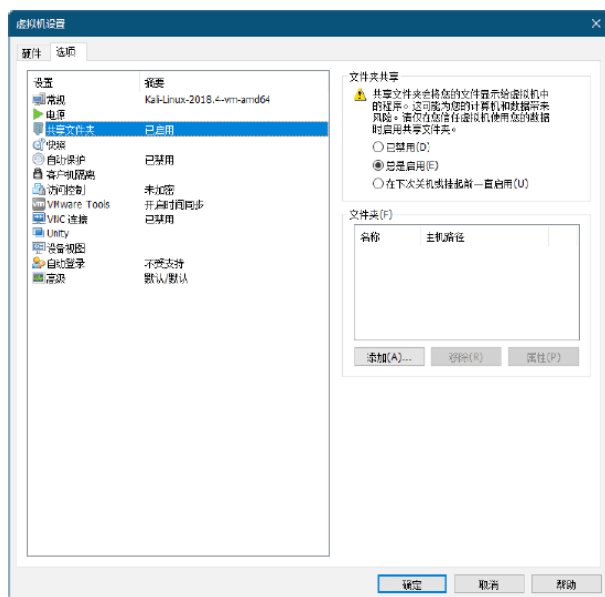 虚拟机设置
硬件 选项
设置 摘要
常规 Kali-Linux-2018.4-vm-amd64
电源
共享文件夹 已启用
快照
自动保护 已禁用
客户机隔离
访问控制 未加密
VMware Tools 开启时间同步
VNC 连接 已禁用
Unity
设备视图
自动登录 不受支持
高级 默认/默认
文件夹共享
共享文件夹会将您的文件显示给虚拟机中
的程序。这可能为您的计算机和数据带来
风险。请仅在您信任虚拟机使用您的数据
时启用共享文件夹。
已禁用(D)
总是启用(E)
在下次关机或挂起前一直启用(U)
文件夹(F)
名称 主机路径
添加(A)... 移除(R) 属性(P)
确定 取消 帮助